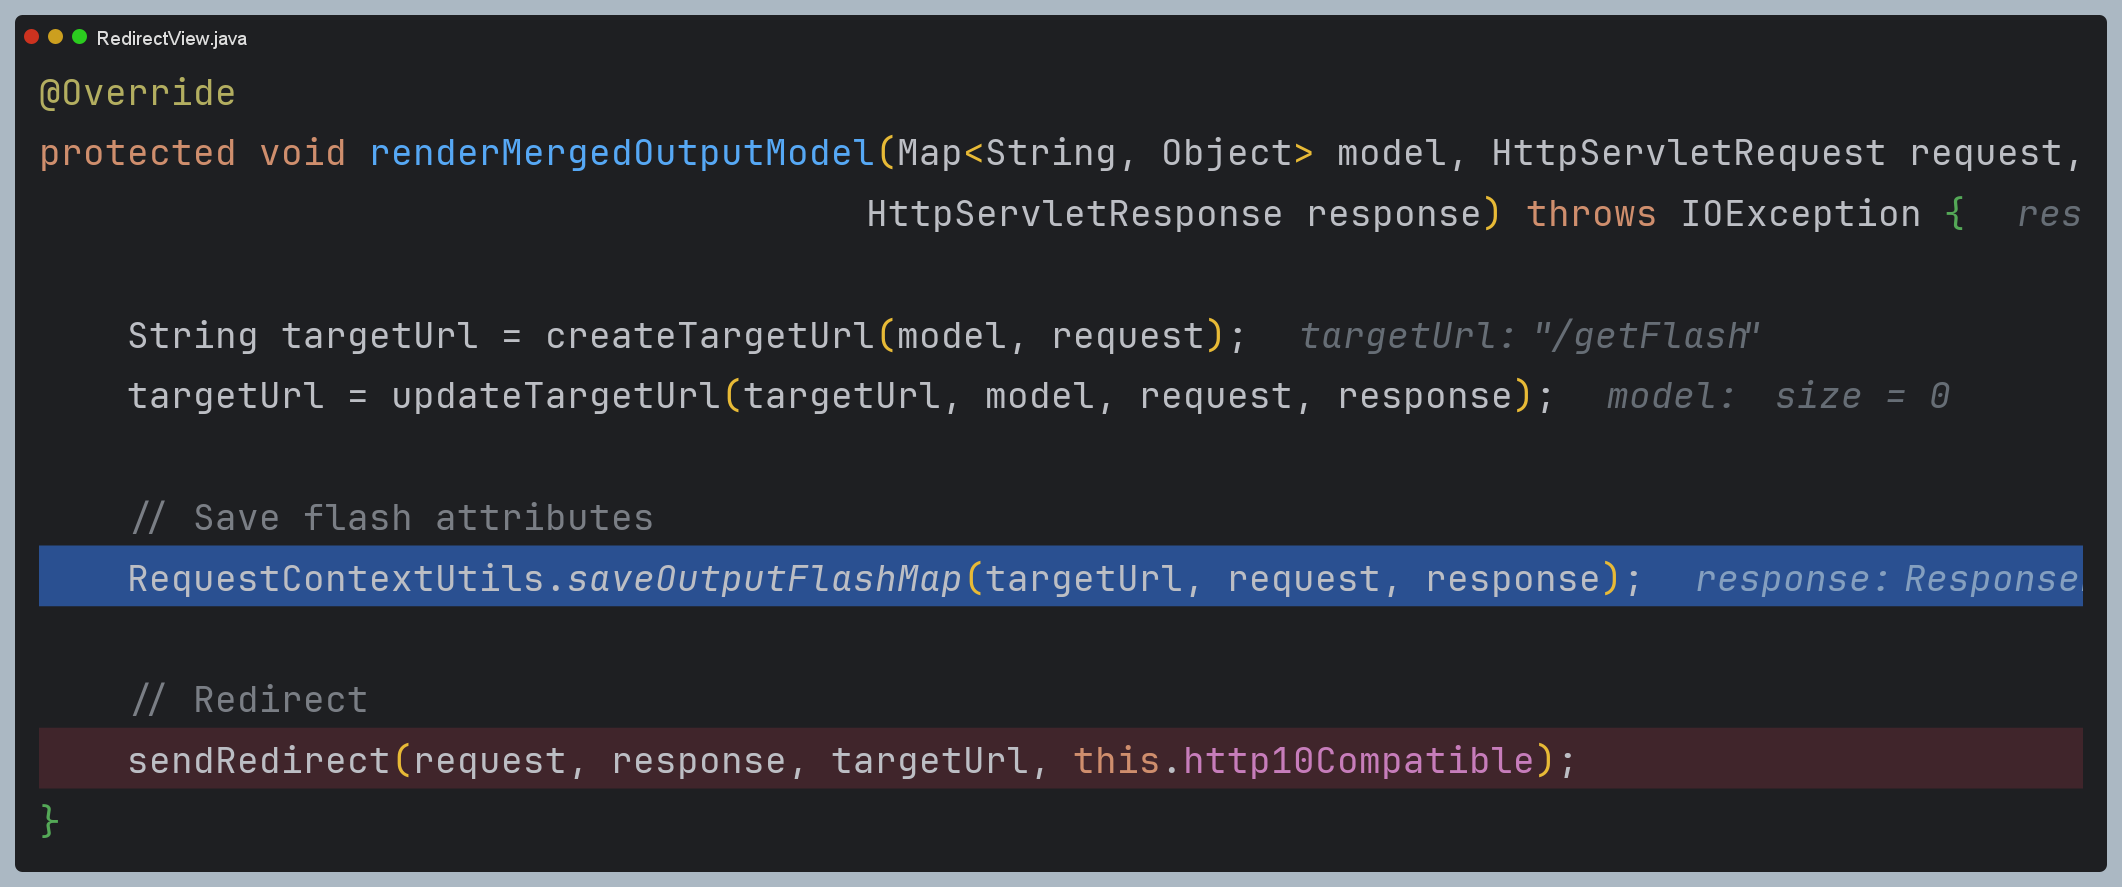 RedirectView.java
@Override
protected void renderMergedOutputModel(Map<String, Object> model, HttpServletRequest request,
HttpServletResponse response) throws IOException {   res
String targetUrl = createTargetUrl(model, request);   targetUrl: "/getFlash"
targetUrl = updateTargetUrl(targetUrl, model, request, response);   model:  size = 0
// Save flash attributes
RequestContextUtils.saveOutputFlashMap(targetUrl, request, response);   response: Response
// Redirect
sendRedirect(request, response, targetUrl, this.http10Compatible);
}